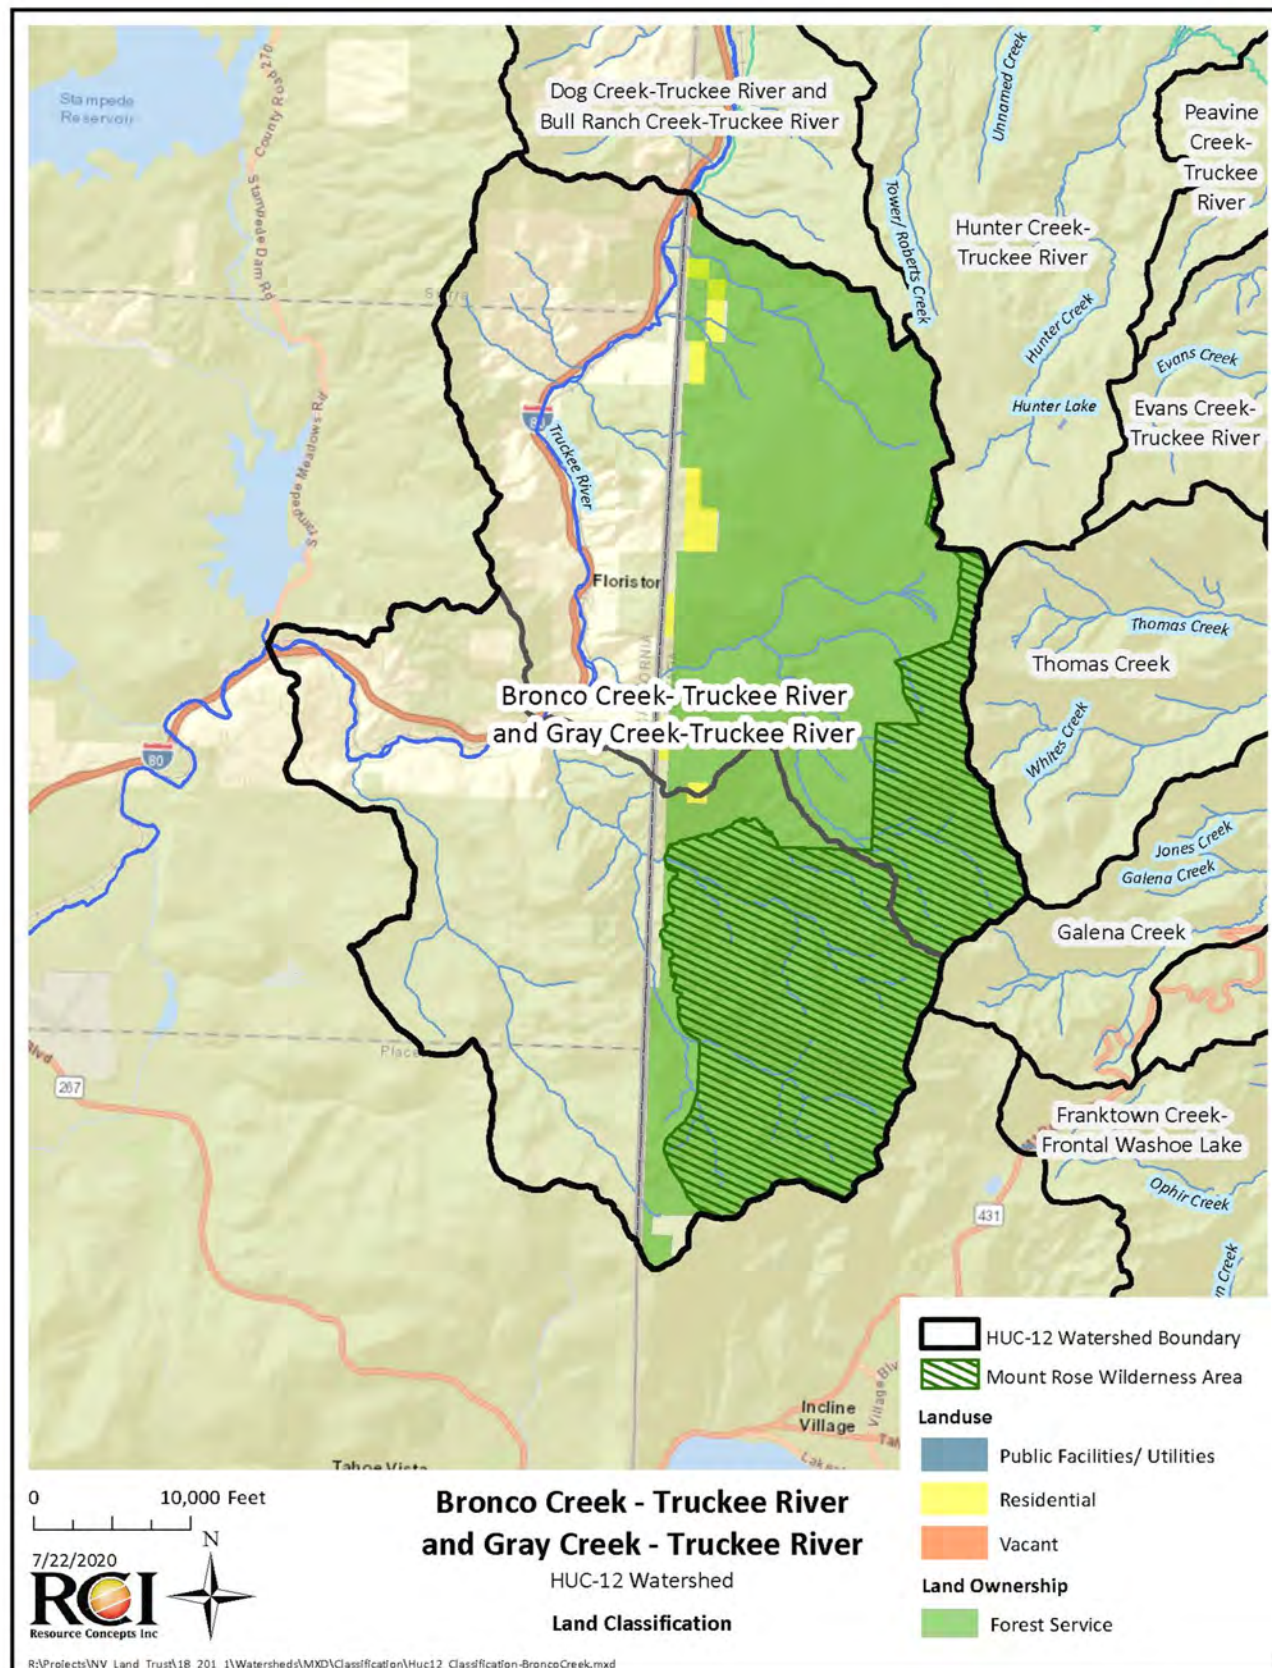 Stampede
Reservoir
County Road 270
Stampede Dam Rd
Dog Creek-Truckee River and
Bull Ranch Creek-Truckee River
Unnamed Creek
Peavine
Creek-
Truckee
River
Tower/ Roberts Creek
Hunter Creek-
Truckee River
Hunter Creek
Sierra
Evans Creek
Hunter Lake
Evans Creek-
Truckee River
80
Truckee River
Stampede Meadows Rd
Floriston
Thomas Creek
Thomas Creek
Bronco Creek- Truckee River
and Gray Creek-Truckee River
Whites Creek
80
Jones Creek
Galena Creek
Galena Creek
Place
Blvd
267
Franktown Creek-
Frontal Washoe Lake
Ophir Creek
431
n Creek
HUC-12 Watershed Boundary
Mount Rose Wilderness Area
Incline
Village
Village Blv
Tah
Lakes
Landuse
Public Facilities/ Utilities
Residential
Vacant
Land Ownership
Forest Service
Tahoe Vista
0 10,000 Feet
N
7/22/2020
RCI
Resource Concepts Inc
Bronco Creek - Truckee River
and Gray Creek - Truckee River
HUC-12 Watershed
Land Classification
R:\Projects\NV_Land_Trust\18_201_1\Watersheds\MXD\Classification\Huc12_Classification-BroncoCreek.mxd